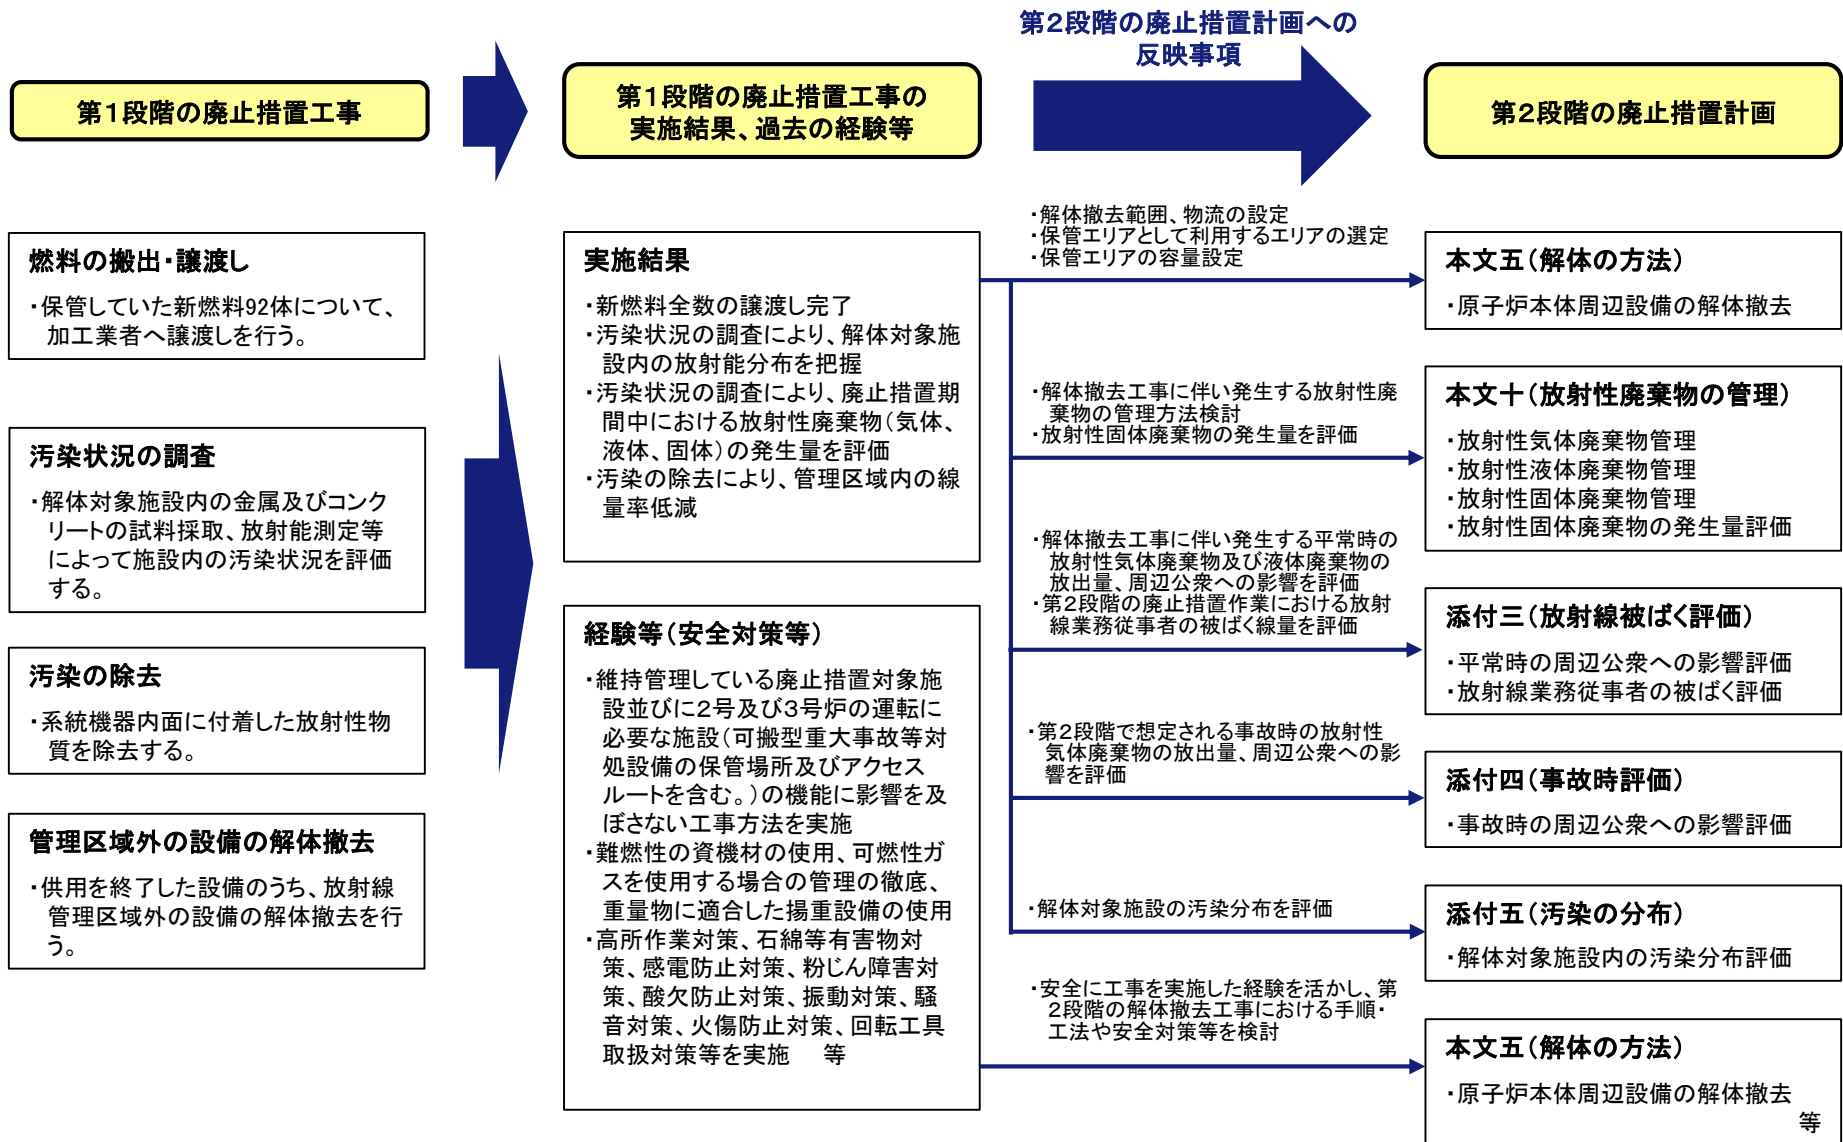 第2段階の廃止措置計画への
反映事項
第1段階の廃止措置工事
第1段階の廃止措置工事の
実施結果、過去の経験等
第2段階の廃止措置計画
燃料の搬出・譲渡し
・保管していた新燃料92体について、
加工業者へ譲渡しを行う。
汚染状況の調査
・解体対象施設内の金属及びコンク
リートの試料採取、放射能測定等
によって施設内の汚染状況を評価
する。
汚染の除去
・系統機器内面に付着した放射性物
質を除去する。
管理区域外の設備の解体撤去
・供用を終了した設備のうち、放射線
管理区域外の設備の解体撤去を行
う。
実施結果
・新燃料全数の譲渡し完了
・汚染状況の調査により、解体対象施
設内の放射能分布を把握
・汚染状況の調査により、廃止措置期
間中における放射性廃棄物（気体、
液体、固体）の発生量を評価
・汚染の除去により、管理区域内の線
量率低減
経験等（安全対策等）
・維持管理している廃止措置対象施
設並びに2号及び3号炉の運転に
必要な施設（可搬型重大事故等対
処設備の保管場所及びアクセス
ルートを含む。）の機能に影響を及
ぼさない工事方法を実施
・難燃性の資機材の使用、可燃性ガ
スを使用する場合の管理の徹底、
重量物に適合した揚重設備の使用
・高所作業対策、石綿等有害物対
策、感電防止対策、粉じん障害対
策、酸欠防止対策、振動対策、騒
音対策、火傷防止対策、回転工具
取扱対策等を実施　等
・解体撤去範囲、物流の設定
・保管エリアとして利用するエリアの選定
・保管エリアの容量設定
・解体撤去工事に伴い発生する放射性廃
棄物の管理方法検討
・放射性固体廃棄物の発生量を評価
・解体撤去工事に伴い発生する平常時の
放射性気体廃棄物及び液体廃棄物の
放出量、周辺公衆への影響を評価
・第2段階の廃止措置作業における放射
線業務従事者の被ばく線量を評価
・第2段階で想定される事故時の放射性
気体廃棄物の放出量、周辺公衆への影
響を評価
・解体対象施設の汚染分布を評価
・安全に工事を実施した経験を活かし、第
2段階の解体撤去工事における手順・
工法や安全対策等を検討
本文五（解体の方法）
・原子炉本体周辺設備の解体撤去
本文十（放射性廃棄物の管理）
・放射性気体廃棄物管理
・放射性液体廃棄物管理
・放射性固体廃棄物管理
・放射性固体廃棄物の発生量評価
添付三（放射線被ばく評価）
・平常時の周辺公衆への影響評価
・放射線業務従事者の被ばく評価
添付四（事故時評価）
・事故時の周辺公衆への影響評価
添付五（汚染の分布）
・解体対象施設内の汚染分布評価
本文五（解体の方法）
・原子炉本体周辺設備の解体撤去
等